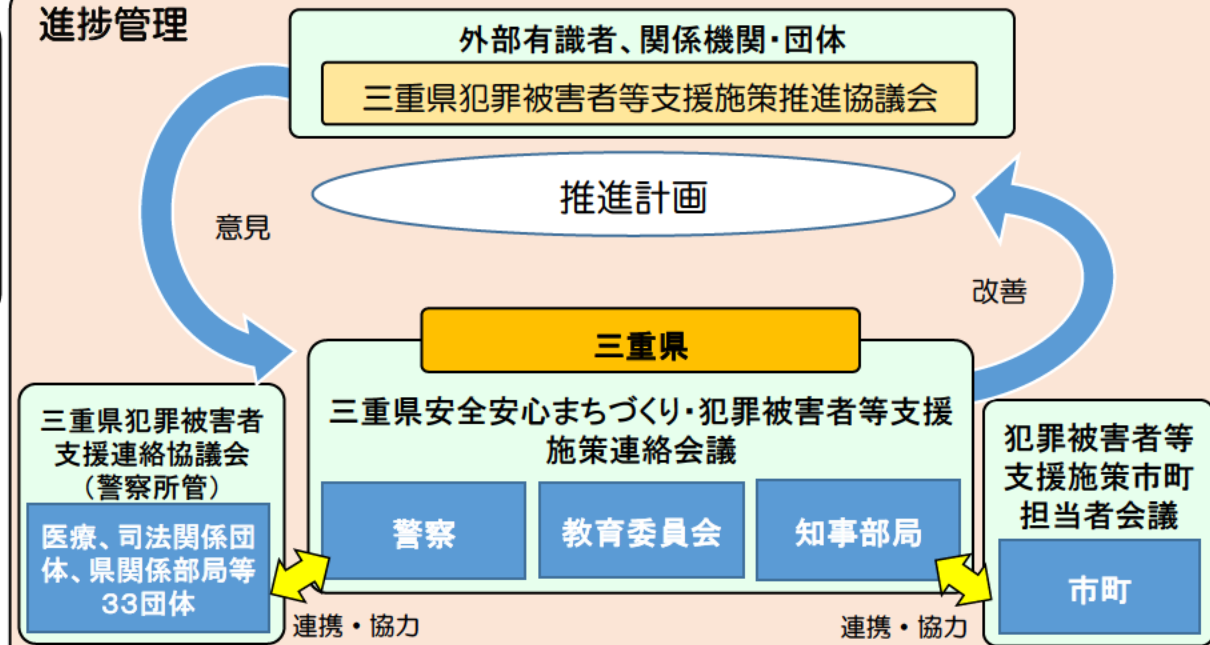 進捗管理
外部有識者、関係機関・団体
三重県犯罪被害者等支援施策推進協議会
推進計画
意見
改善
三重県
三重県安全安心まちづくり・犯罪被害者等支援
施策連絡会議
警察
教育委員会
知事部局
三重県犯罪被害者
支援連絡協議会
（警察所管）
医療、司法関係団
体、県関係部局等
33団体
連携・協力
犯罪被害者等
支援施策市町
担当者会議
市町
連携・協力